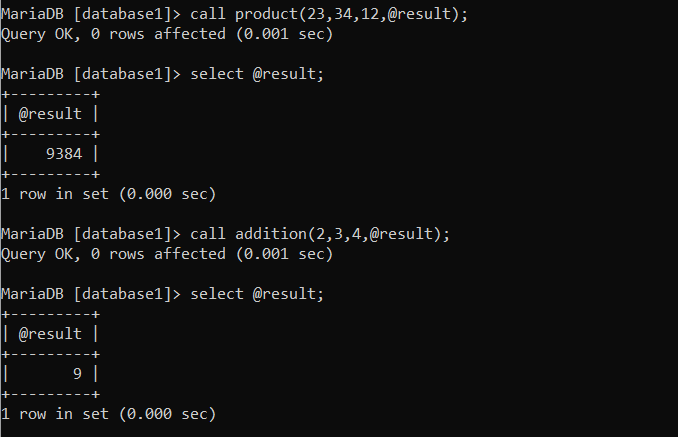 MariaDB [database1]> call product(23,34,12,@result);
Query OK, 0 rows affected (0.001 sec)
MariaDB [database1]> select @result;
+---------+
| @result |
+---------+
|    9384 |
+---------+
1 row in set (0.000 sec)
MariaDB [database1]> call addition(2,3,4,@result);
Query OK, 0 rows affected (0.001 sec)
MariaDB [database1]> select @result;
+---------+
| @result |
+---------+
|       9 |
+---------+
1 row in set (0.000 sec)